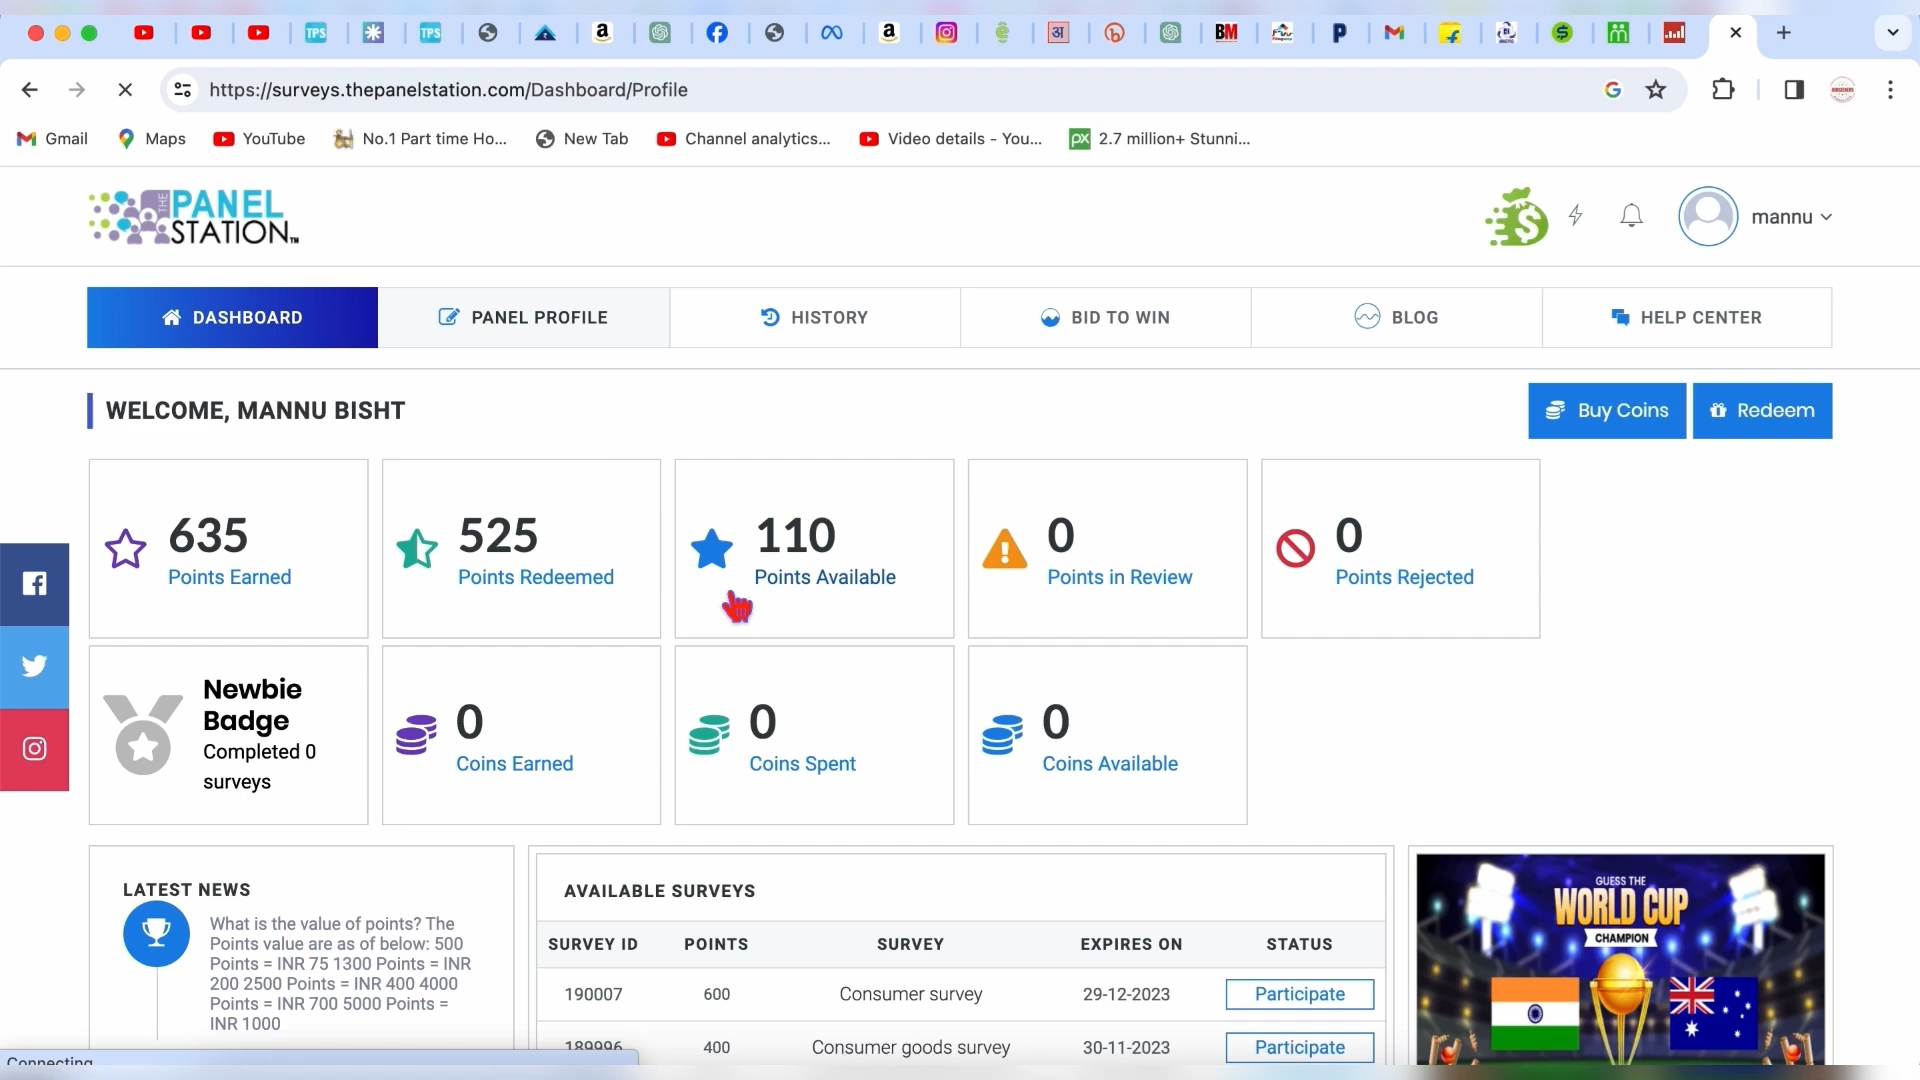 https://surveys.thepanelstation.com/Dashboard/Profile
Gmail
Maps
YouTube
No.1 Part time Ho...
New Tab
Channel analytics...
Video details - You...
2.7 million+ Stunni...
THE PANEL
STATION™
mannu
DASHBOARD
PANEL PROFILE
HISTORY
BID TO WIN
BLOG
HELP CENTER
WELCOME, MANNU BISHT
Buy Coins
Redeem
635
Points Earned
525
Points Redeemed
110
Points Available
0
Points in Review
0
Points Rejected
Newbie
Badge
Completed 0
surveys
0
Coins Earned
0
Coins Spent
0
Coins Available
LATEST NEWS
What is the value of points? The
Points value are as of below: 500
Points = INR 75 1300 Points = INR
200 2500 Points = INR 400 4000
Points = INR 700 5000 Points =
INR 1000
AVAILABLE SURVEYS
SURVEY ID POINTS SURVEY EXPIRES ON STATUS
190007 600 Consumer survey 29-12-2023 Participate
189996 400 Consumer goods survey 30-11-2023 Participate
GUESS THE
WORLD CUP
CHAMPION
Connecting